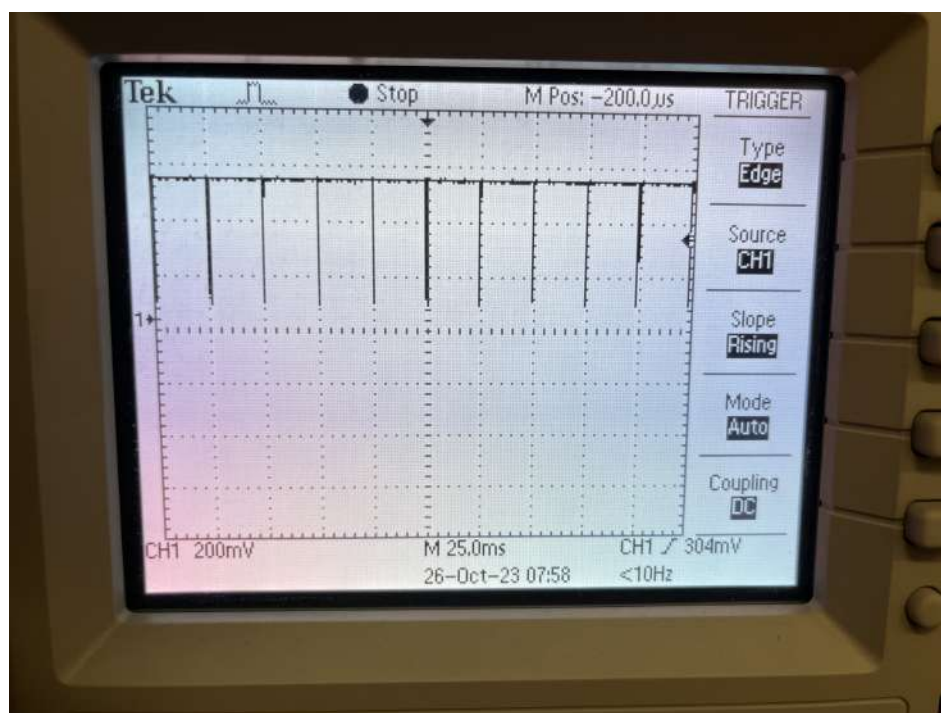 Tek Stop M Pos: -200.0µs TRIGGER
Type
Edge
Source
CH1
1
Slope
Rising
Mode
Auto
Coupling
DC
CH1 200mV M 25.0ms CH1 304mV
26-Oct-23 07:58 <10Hz